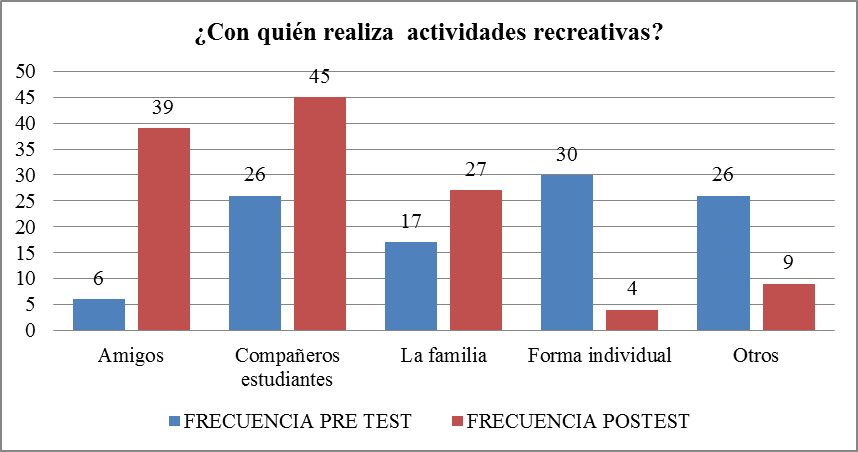 ¿Con quién realiza actividades recreativas?
50
45
40
35
30
25
20
15
10
5
0
6
39
26
45
17
27
30
4
26
9
Amigos
Compañeros
estudiantes
La familia
Forma individual
Otros
FRECUENCIA PRE TEST
FRECUENCIA POSTEST